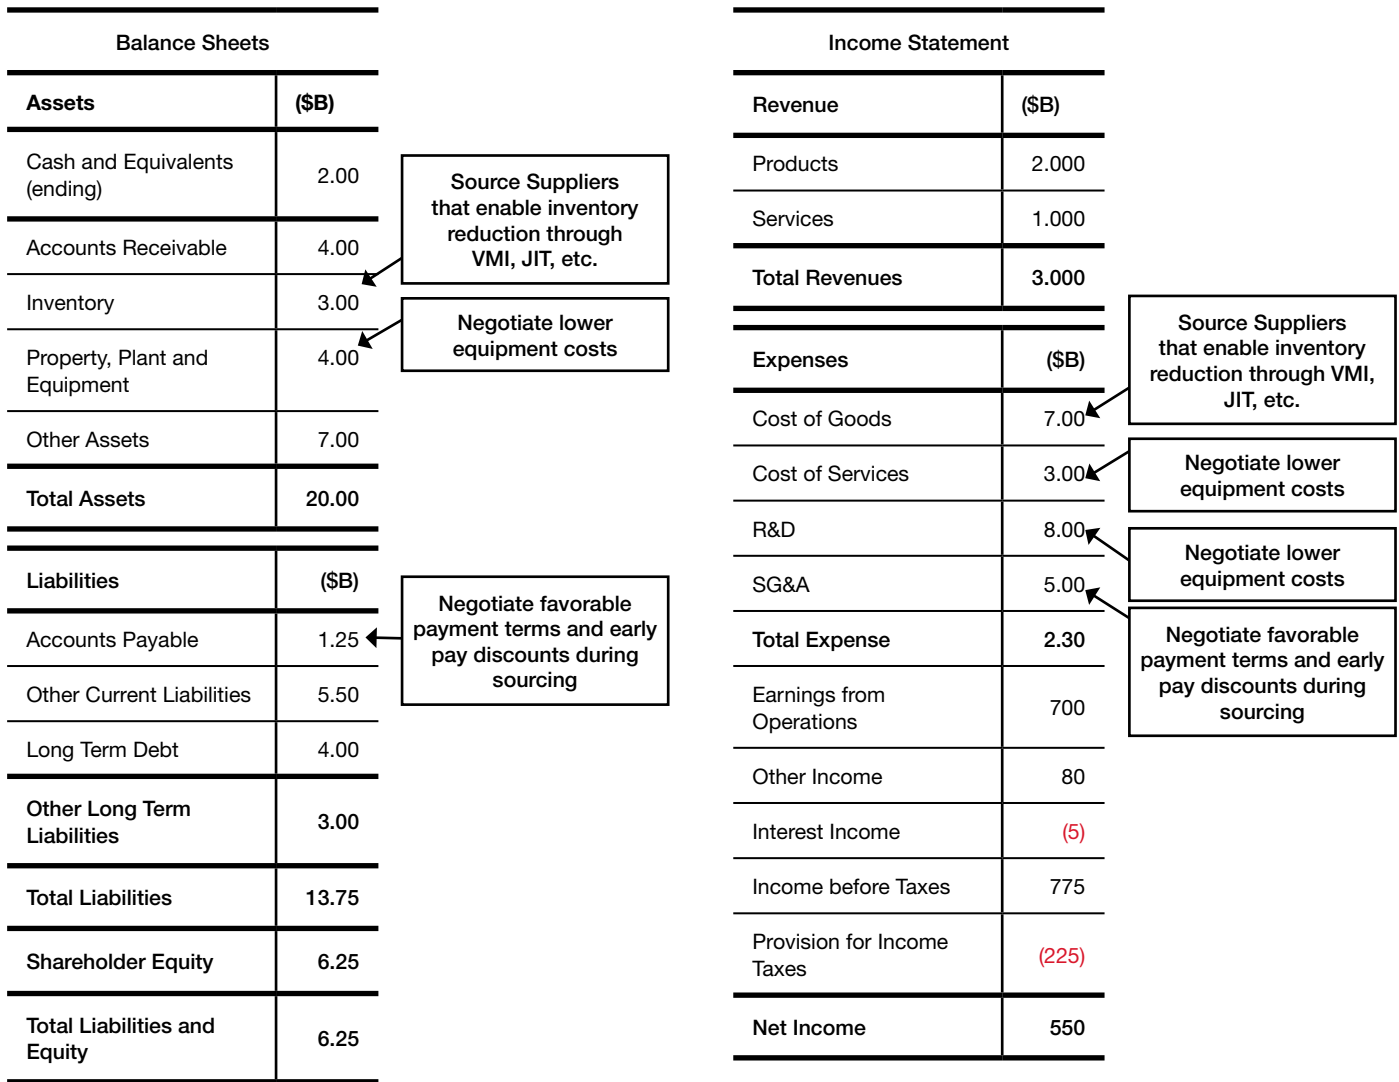 Balance Sheets
Assets ($B)
Cash and Equivalents
(ending) 2.00
Accounts Receivable 4.00
Inventory 3.00
Property, Plant and
Equipment 4.00
Other Assets 7.00
Total Assets 20.00
Liabilities ($B)
Accounts Payable 1.25
Other Current Liabilities 5.50
Long Term Debt 4.00
Other Long Term
Liabilities 3.00
Total Liabilities 13.75
Shareholder Equity 6.25
Total Liabilities and
Equity 6.25
Source Suppliers
that enable inventory
reduction through
VMI, JIT, etc.
Negotiate lower
equipment costs
Negotiate favorable
payment terms and early
pay discounts during
sourcing
Income Statement
Revenue ($B)
Products 2.000
Services 1.000
Total Revenues 3.000
Expenses ($B)
Cost of Goods 7.00
Cost of Services 3.00
R&D 8.00
SG&A 5.00
Total Expense 2.30
Earnings from
Operations 700
Other Income 80
Interest Income (5)
Income before Taxes 775
Provision for Income
Taxes (225)
Net Income 550
Source Suppliers
that enable inventory
reduction through VMI,
JIT, etc.
Negotiate lower
equipment costs
Negotiate lower
equipment costs
Negotiate favorable
payment terms and early
pay discounts during
sourcing